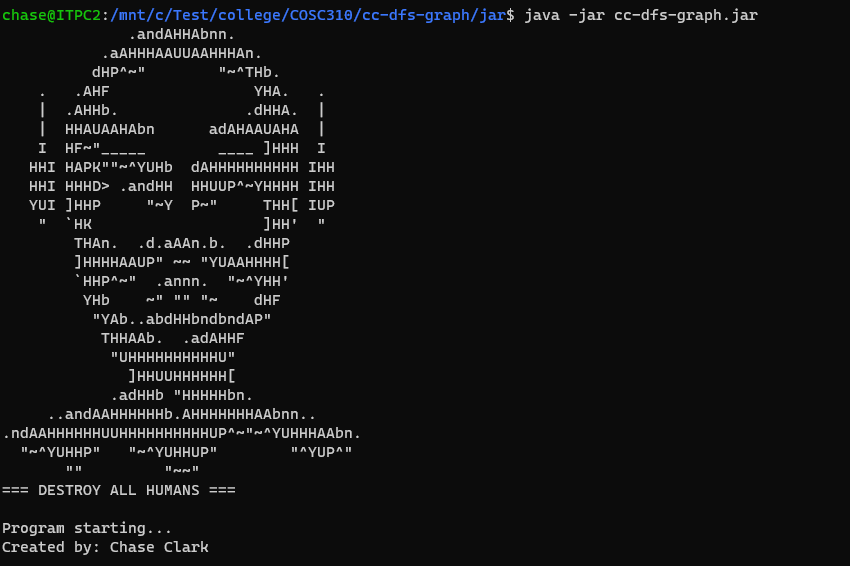 chase@ITPC2:/mnt/c/Test/college/COSC310/cc-dfs-graph/jar$ java -jar cc-dfs-graph.jar
              .andAHHAbnn.
           .aAHHHAAUUAAHHHAn.
          dHP^~"        "~^THb.
    .   .AHF                YHA.   .
    |  .AHHb.              .dHHA.  |
    |  HHAUAAHAbn      adAHAAUAHA  |
    I  HF~"_____        ____ ]HHH  I
   HHI HAPK""~^YUHb  dAHHHHHHHHHH IHH
   HHI HHHD> .andHH  HHUUP^~YHHHH IHH
   YUI ]HHP     "~Y  P~"     THH[ IUP
    "  `HK                   ]HH'  "
        THAn.  .d.aAAn.b.  .dHHP
        ]HHHHAAUP" ~~ "YUAAHHHH[
        `HHP^~"  .annn.  "~^YHH'
         YHb    ~" "" "~    dHF
          "YAb..abdHHbndbndAP"
           THHAAb.  .adAHHF
            "UHHHHHHHHHHU"
              ]HHUUHHHHHH[
            .adHHb "HHHHHbn.
     ..andAAHHHHHHb.AHHHHHHHAAbnn..
.ndAAHHHHHHUUHHHHHHHHHHUP^~"~^YUHHHAAbn.
  "~^YUHHP"   "~^YUHHUP"        "^YUP^"
       ""         "~~"
=== DESTROY ALL HUMANS ===

Program starting...
Created by: Chase Clark